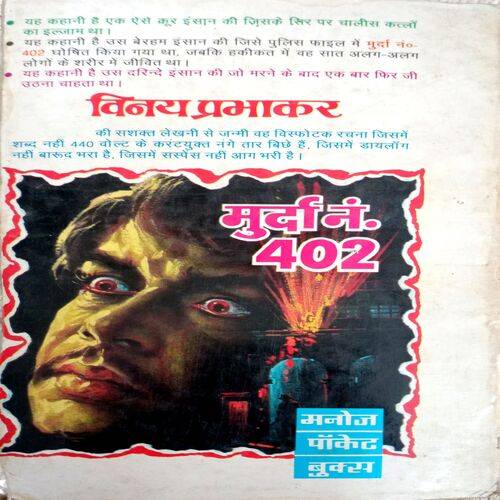 यह कहानी है एक ऐसे क्रूर इंसान की जिसके सिर पर चालीस कत्लों
का इल्जाम था।
यह कहानी है उस बेरहम इंसान की जिसे पुलिस फाइल में मुर्दा नं०-
402 घोषित किया गया था, जबकि हकीकत में वह सात अलग-अलग
लोगों के शरीर में जीवित था।
यह कहानी है उस दरिन्दे इंसान की जो मरने के बाद एक बार फिर जी
उठना चाहता था।
विनय प्रभाकर
की सशक्त लेखनी से जन्मी वह विस्फोटक रचना जिसमें
शब्द नहीं 440 वोल्ट के करंटयुक्त नंगे तार बिछे हैं, जिसमें डायलॉग
नहीं बारूद भरा है, जिसमें सस्पेंस नहीं आग भरी है।
मुर्दा नं.
402
मनोज
पॉकेट
बुक्स